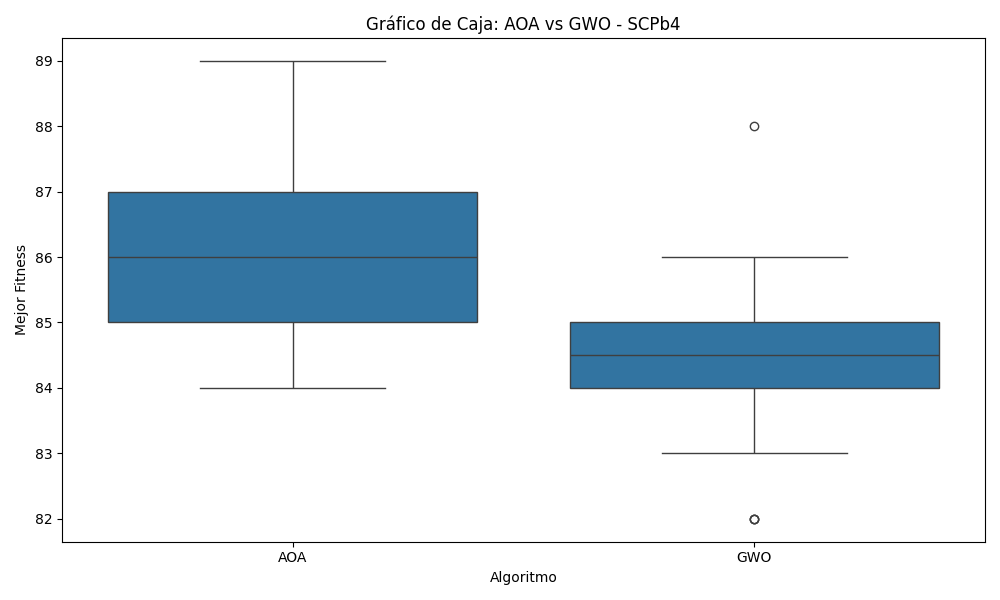 Gráfico de Caja: AOA vs GWO - SCPb4
Mejor Fitness
89
88
87
86
85
84
83
82
AOA
GWO
Algoritmo